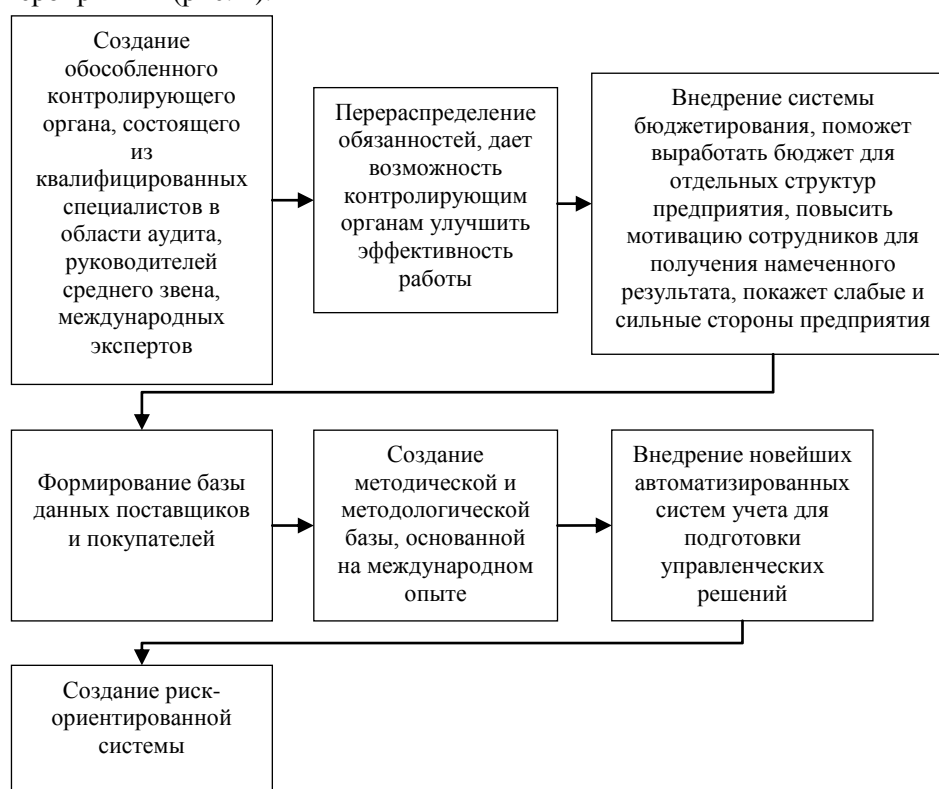 Создание
обособленного
контролирующего
органа, состоящего
из
квалифицированных
специалистов в
области аудита,
руководителей
среднего звена,
международных
экспертов
Перераспределение
обязанностей, дает
возможность
контролирующим
органам улучшить
эффективность
работы
Внедрение системы
бюджетирования, поможет
выработать бюджет для
отдельных структур
предприятия, повысить
мотивацию сотрудников для
получения намеченного
результата, покажет слабые и
сильные стороны предприятия
Формирование базы
данных поставщиков
и покупателей
Создание
методической и
методологической
базы, основанной
на международном
опыте
Внедрение новейших
автоматизированных
систем учета для
подготовки
управленческих
решений
Создание риск-
ориентированной
системы